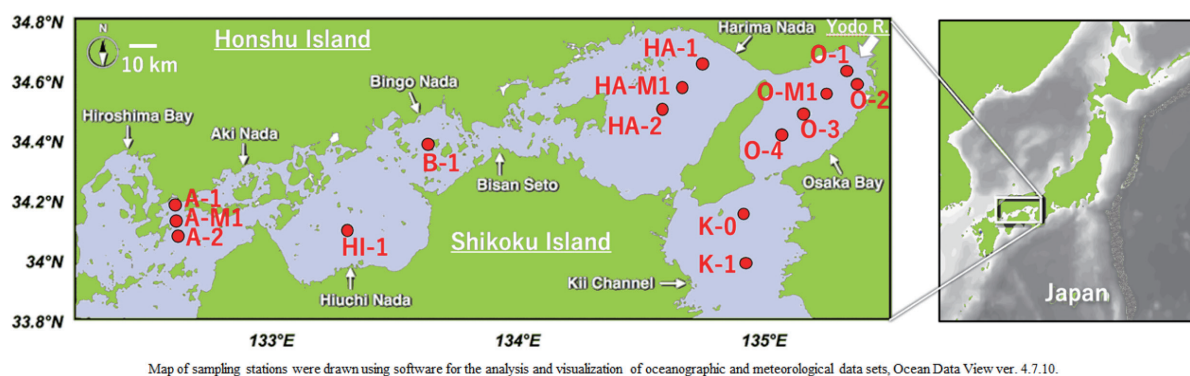 34.8°N
34.6°N
34.4°N
34.2°N
34°N
33.8°N
133°E
134°E
135°E
N
10 km
Honshu Island
Harima Nada
Yodo R.
Bingo Nada
Hiroshima Bay
Aki Nada
HA-1
HA-M1
HA-2
O-1
O-2
O-M1
O-3
O-4
Osaka Bay
B-1
Bisan Seto
A-1
A-M1
A-2
HI-1
Hiuchi Nada
Shikoku Island
K-0
K-1
Kii Channel
Japan
Map of sampling stations were drawn using software for the analysis and visualization of oceanographic and meteorological data sets, Ocean Data View ver. 4.7.10.